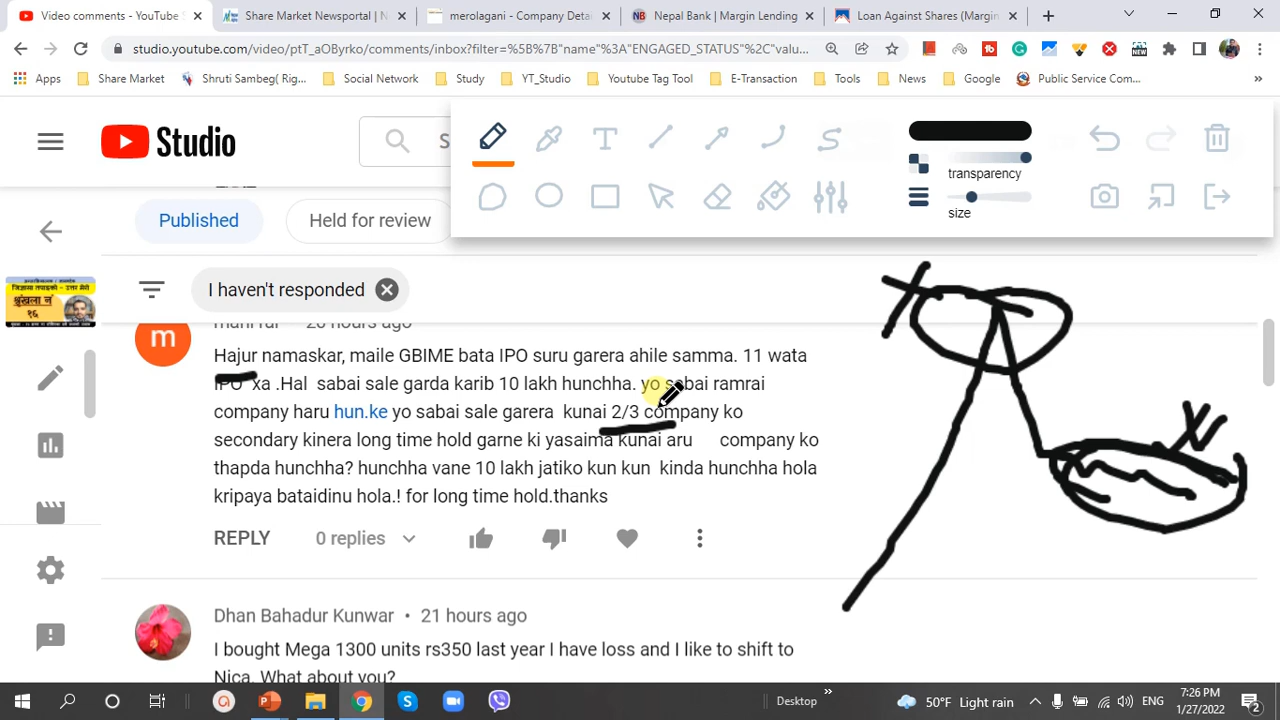 Video comments - YouTube S
Share Market Newsportal | N
merolagani - Company Detai
Nepal Bank | Margin Lending
Loan Against Shares (Margin
studio.youtube.com/video/ptT_aOByrko/comments/inbox?filter=%5B%7B"name"%3A"ENGAGED_STATUS"%2C"valu...
Apps
Share Market
Shruti Sambeg( Rig...
Social Network
Study
YT_Studio
Youtube Tag Tool
E-Transaction
Tools
News
Google
Public Service Com...
Studio
S
transparency
size
Published
Held for review
I haven't responded
श्रृंखला नं
१६
m
20 hours ago
Hajur namaskar, maile GBIME bata IPO suru garera ahile samma. 11 wata
IPO xa .Hal sabai sale garda karib 10 lakh hunchha. yo sabai ramrai
company haru hun.ke yo sabai sale garera kunai 2/3 company ko
secondary kinera long time hold garne ki yasaima kunai aru company ko
thapda hunchha? hunchha vane 10 lakh jatiko kun kun kinda hunchha hola
kripaya bataidinu hola.! for long time hold.thanks
REPLY
0 replies
Dhan Bahadur Kunwar • 21 hours ago
I bought Mega 1300 units rs350 last year I have loss and I like to shift to
Nica. What about you?
Desktop
50°F Light rain
ENG
7:26 PM
1/27/2022
2